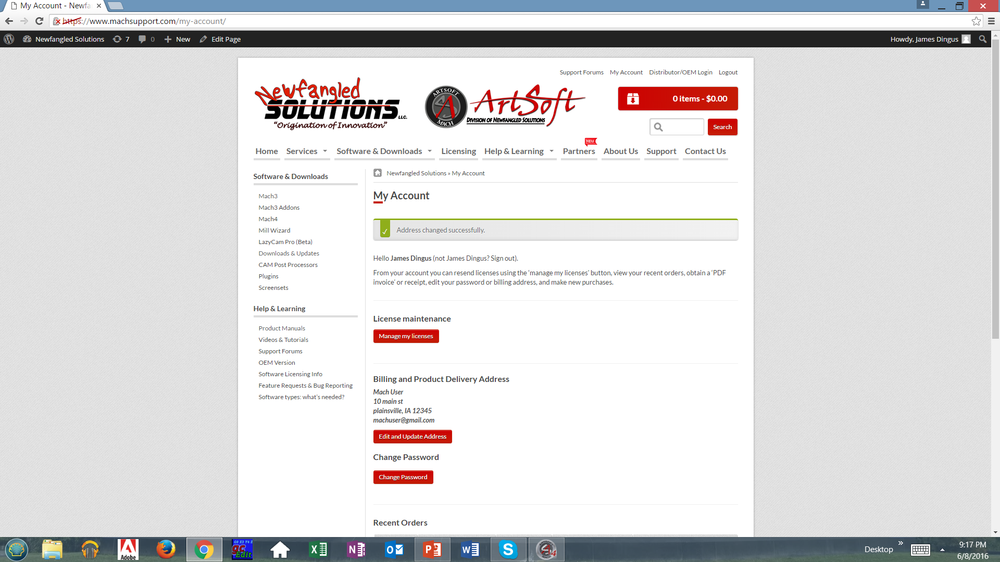 My Account - Newfa
https://www.machsupport.com/my-account/
Newfangled Solutions 7 0 New Edit Page Howdy, James Dingus
Support Forums My Account Distributor/OEM Login Logout
Newfangled
SOLUTIONS LLC.
"Origination of Innovation"
ARTSOFT
MACH
ArtSoft
DIVISION OF NEWFANGLED SOLUTIONS
0 items - $0.00
Search
NEW
Home Services Software & Downloads Licensing Help & Learning Partners About Us Support Contact Us
Software & Downloads
Mach3
Mach3 Addons
Mach4
Mill Wizard
LazyCam Pro (Beta)
Downloads & Updates
CAM Post Processors
Plugins
Screensets
Help & Learning
Product Manuals
Videos & Tutorials
Support Forums
OEM Version
Software Licensing Info
Feature Requests & Bug Reporting
Software types: what's needed?
Newfangled Solutions » My Account
My Account
Address changed successfully.
Hello James Dingus (not James Dingus? Sign out).
From your account you can resend licenses using the 'manage my licenses' button, view your recent orders, obtain a 'PDF
invoice' or receipt, edit your password or billing address, and make new purchases.
License maintenance
Manage my licenses
Billing and Product Delivery Address
Mach User
10 main st
plainsville, IA 12345
machuser@gmail.com
Edit and Update Address
Change Password
Change Password
Recent Orders
Adobe
G0 X3 Y4 Z
gc
Edit
Desktop
9:17 PM
6/8/2016